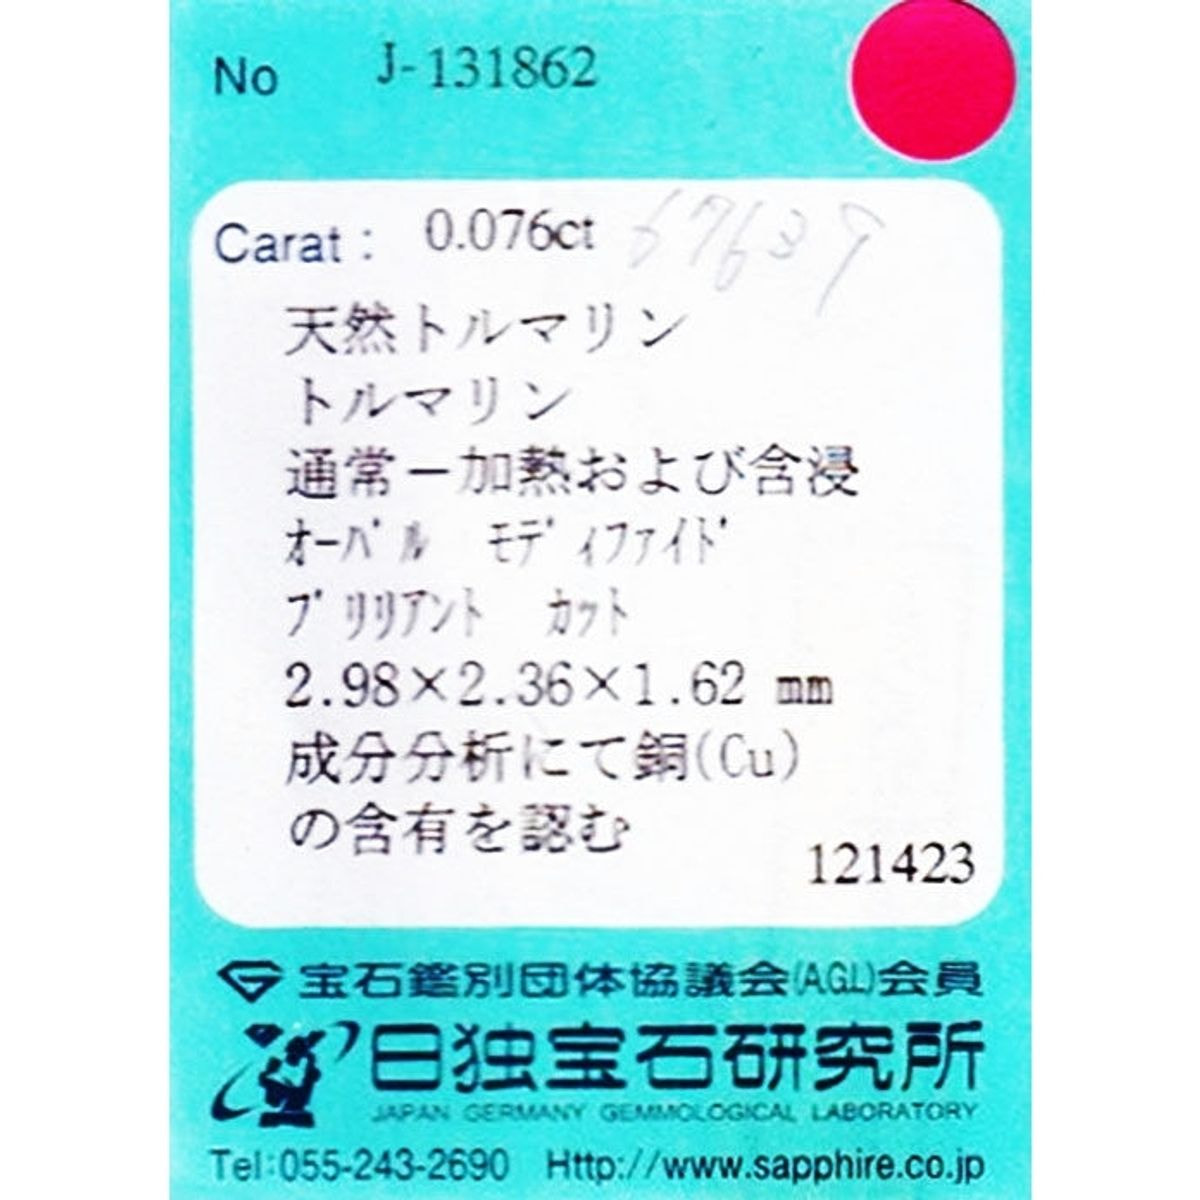 No J-131862
Carat : 0.076ct 67639
天然トルマリン
トルマリン
通常－加熱および含浸
ｵｰﾊﾞﾙ ﾓﾃﾞｨﾌｧｲﾄﾞ
ﾌﾞﾘﾘｱﾝﾄ ｶｯﾄ
2.98×2.36×1.62 mm
成分分析にて銅(Cu)
の含有を認む
121423
宝石鑑別団体協議会(AGL)会員
日独宝石研究所
JAPAN GERMANY GEMMOLOGICAL LABORATORY
Tel:055-243-2690 Http://www.sapphire.co.jp